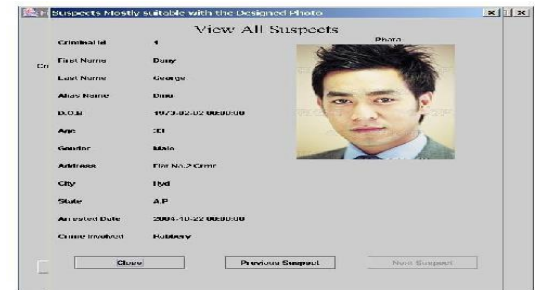 Suspects Mostly suitable with the Designed Photo
View All Suspects
Photo
Criminal Id 1
First Name Dany
Last Name George
Alias Name Dinu
D.O.B 1973-02-02 00:00:00
Age 31
Gender Male
Address Flat No.2 Crmr
City Hyd
State A.P
Arrested Date 2004-10-22 00:00:00
Crime Involved Robbery
Close Previous Suspect Next Suspect